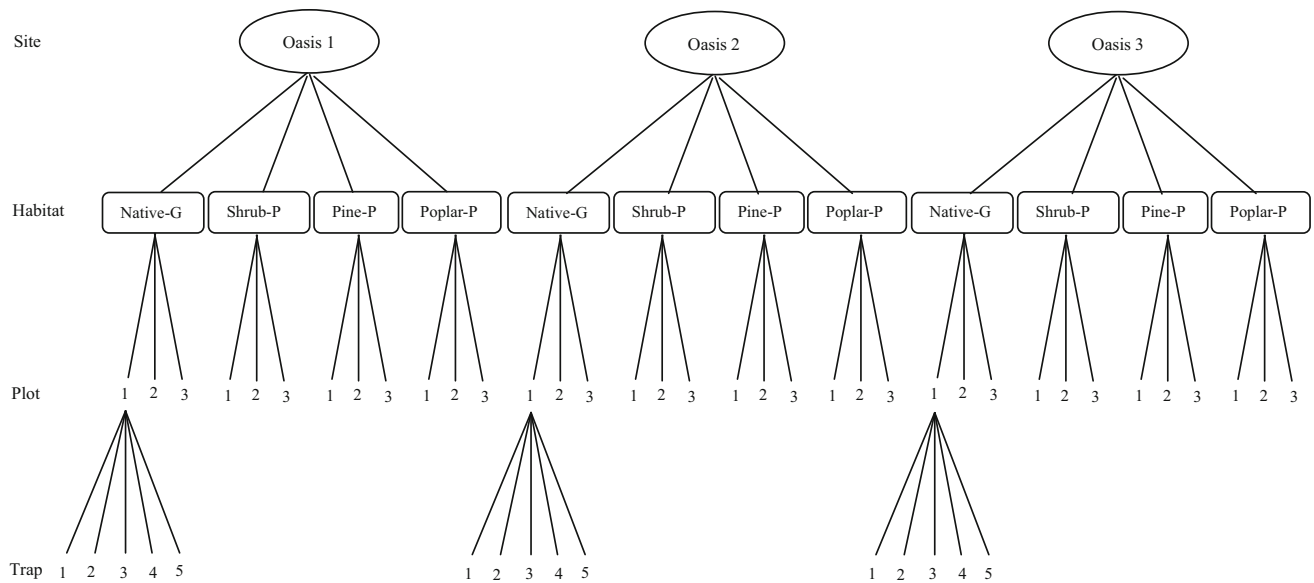 Site Oasis 1 Oasis 2 Oasis 3
Habitat Native-G Shrub-P Pine-P Poplar-P Native-G Shrub-P Pine-P Poplar-P Native-G Shrub-P Pine-P Poplar-P
Plot 1 2 3 1 2 3 1 2 3 1 2 3 1 2 3 1 2 3 1 2 3 1 2 3 1 2 3 1 2 3 1 2 3 1 2 3
Trap 1 2 3 4 5 1 2 3 4 5 1 2 3 4 5